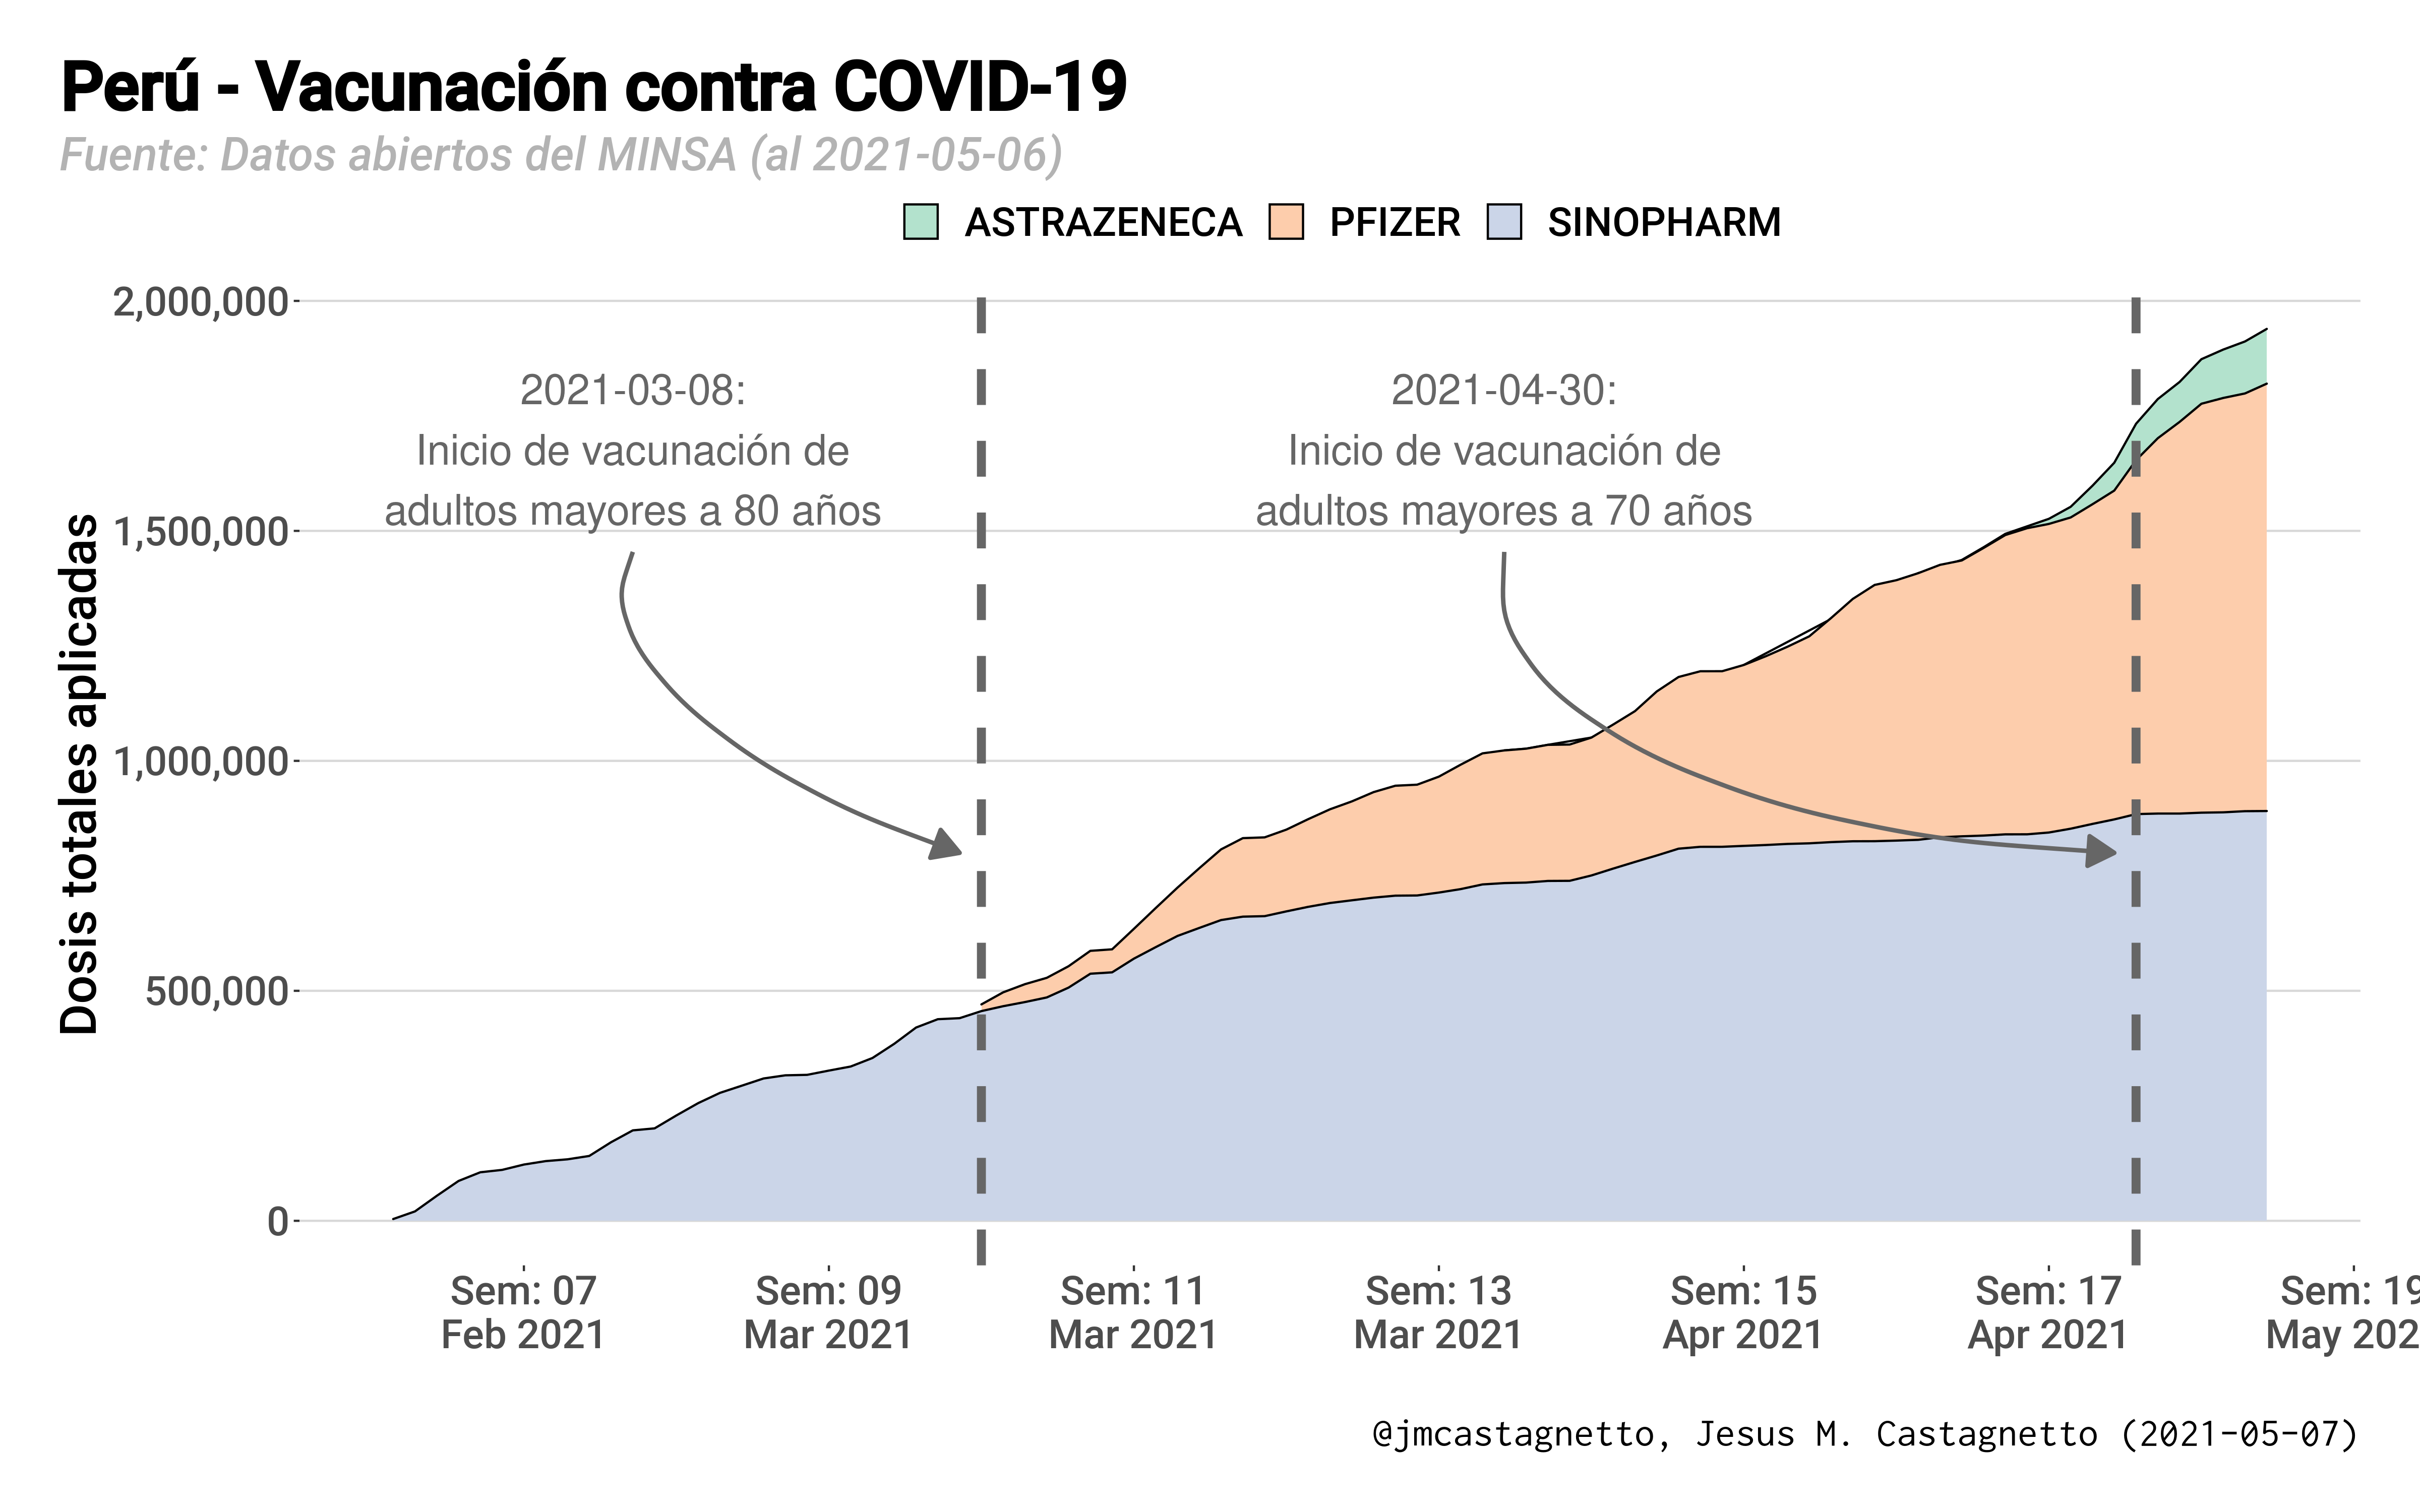 Perú - Vacunación contra COVID-19
Fuente: Datos abiertos del MINSA (al 2021-05-06)
ASTRAZENECA PFIZER SINOPHARM
2,000,000
2021-03-08:
Inicio de vacunación de
adultos mayores a 80 años
2021-04-30:
Inicio de vacunación de
adultos mayores a 70 años
Dosis totales aplicadas
1,500,000
1,000,000
500,000
0
Sem: 07
Feb 2021
Sem: 09
Mar 2021
Sem: 11
Mar 2021
Sem: 13
Mar 2021
Sem: 15
Apr 2021
Sem: 17
Apr 2021
Sem: 19
May 202
@jmcastagnetto, Jesus M. Castagnetto (2021-05-07)